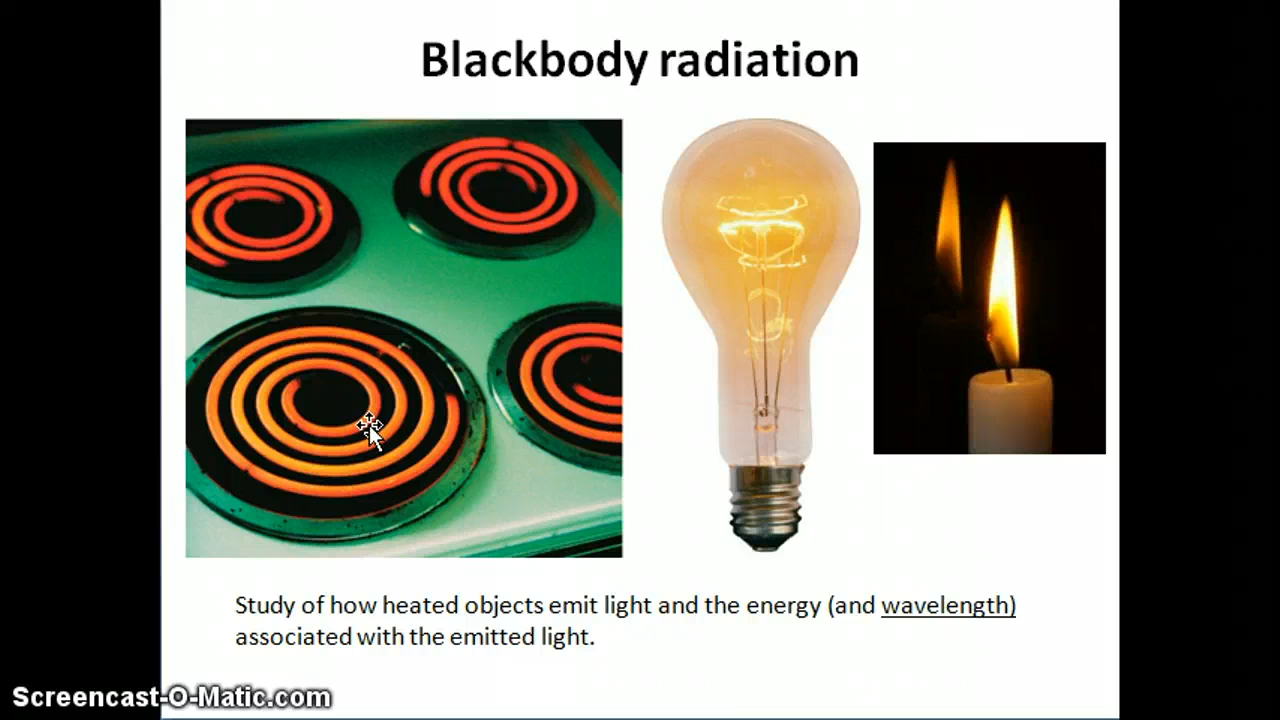 Blackbody radiation
Study of how heated objects emit light and the energy (and wavelength)
associated with the emitted light.
Screencast-O-Matic.com